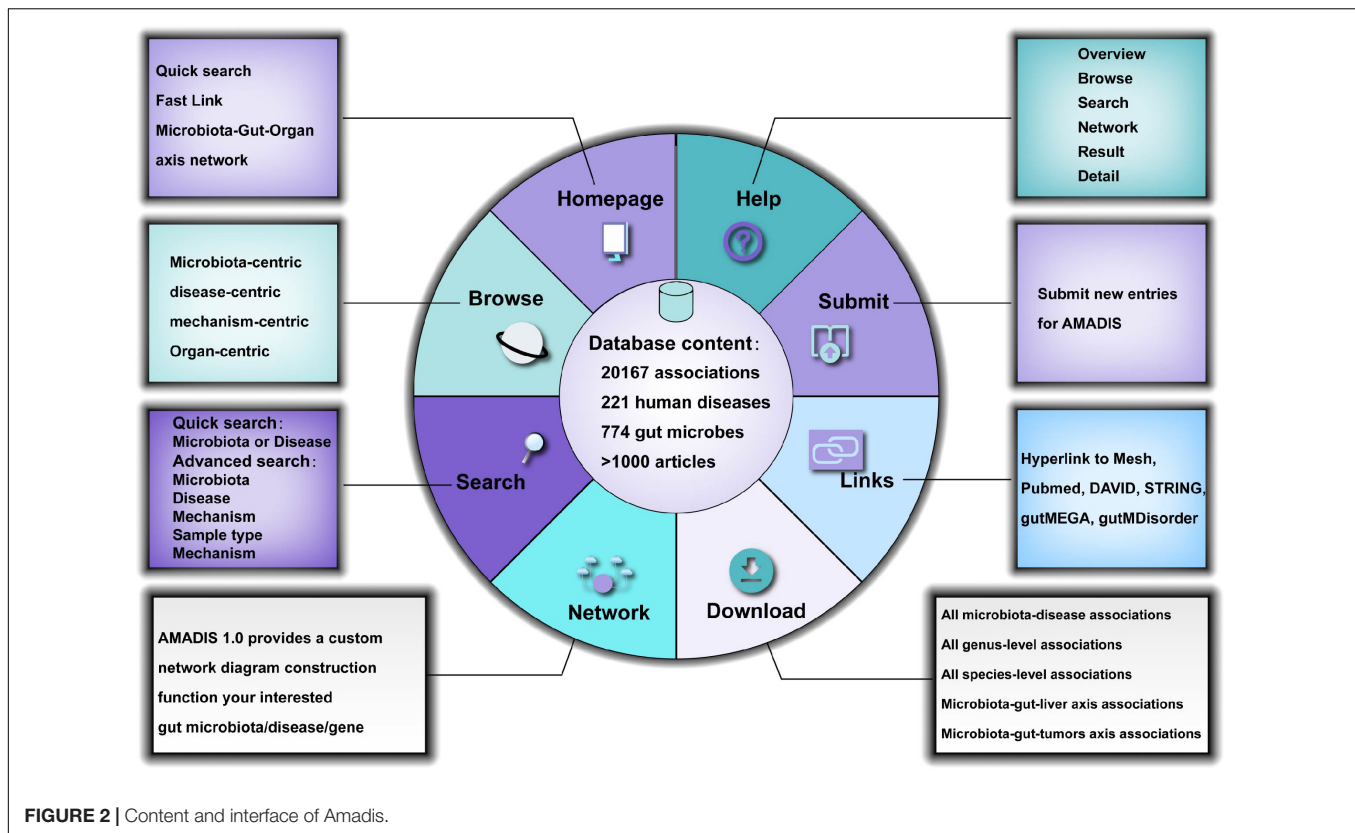 Quick search
Fast Link
Microbiota-Gut-Organ
axis network
Microbiota-centric
disease-centric
mechanism-centric
Organ-centric
Quick search:
Microbiota or Disease
Advanced search:
Microbiota
Disease
Mechanism
Sample type
Mechanism
AMADIS 1.0 provides a custom
network diagram construction
function your interested
gut microbiota/disease/gene
Homepage
Help
Browse
Submit
Search
Links
Network
Download
Database content:
20167 associations
221 human diseases
774 gut microbes
>1000 articles
Overview
Browse
Search
Network
Result
Detail
Submit new entries
for AMADIS
Hyperlink to Mesh,
Pubmed, DAVID, STRING,
gutMEGA, gutMDisorder
All microbiota-disease associations
All genus-level associations
All species-level associations
Microbiota-gut-liver axis associations
Microbiota-gut-tumors axis associations
FIGURE 2 | Content and interface of Amadis.